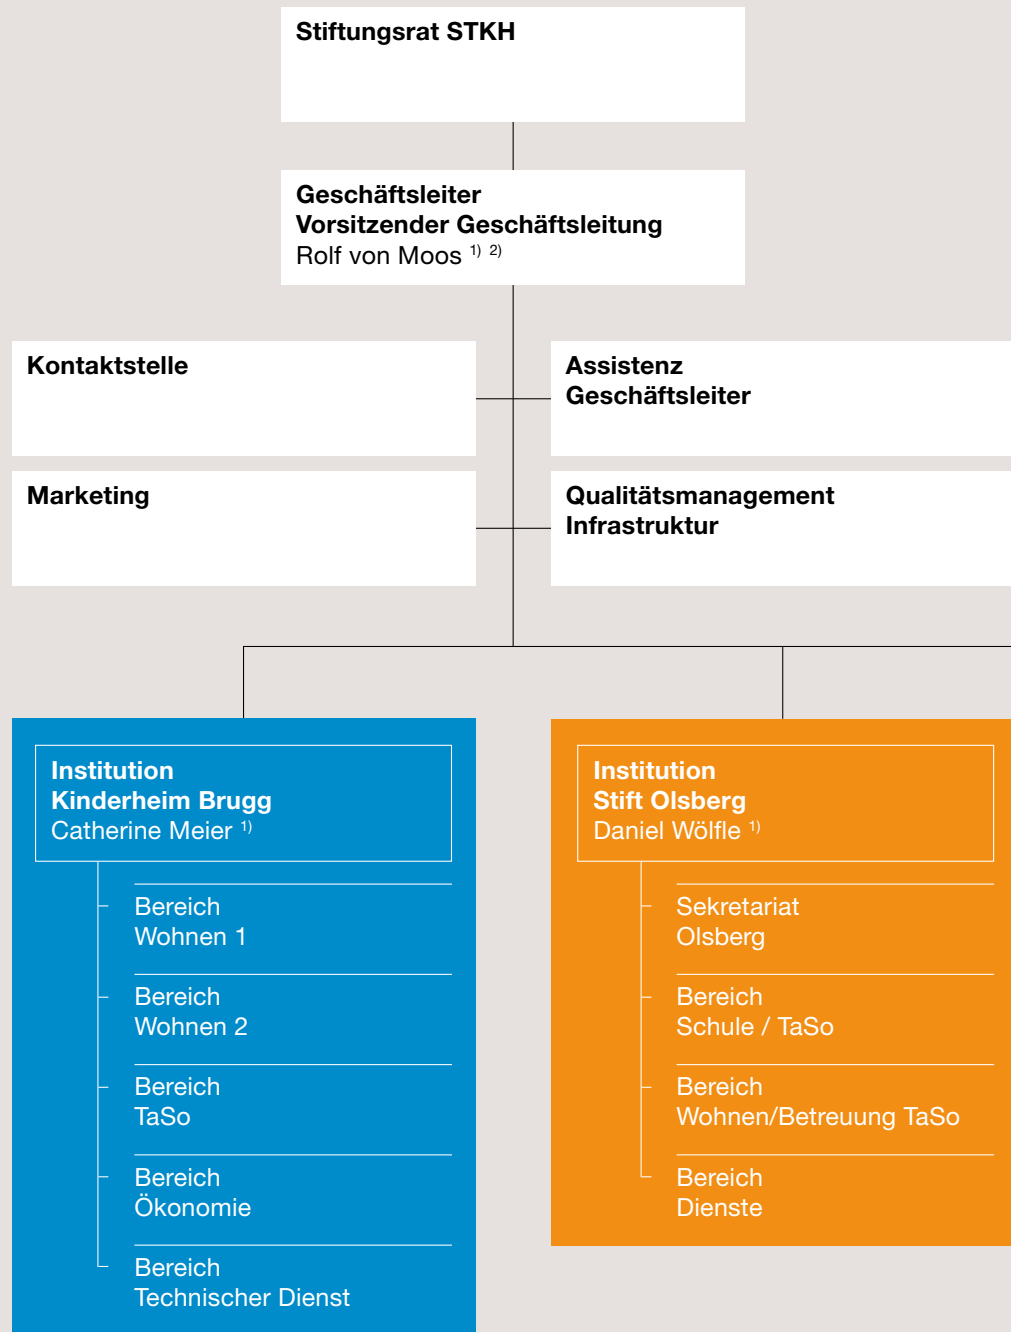 Stiftungsrat STKH
Geschäftsleiter
Vorsitzender Geschäftsleitung
Rolf von Moos 1) 2)
Kontaktstelle
Assistenz
Geschäftsleiter
Marketing
Qualitätsmanagement
Infrastruktur
Institution
Kinderheim Brugg
Catherine Meier 1)
Bereich
Wohnen 1
Bereich
Wohnen 2
Bereich
TaSo
Bereich
Ökonomie
Bereich
Technischer Dienst
Institution
Stift Olsberg
Daniel Wölfle 1)
Sekretariat
Olsberg
Bereich
Schule / TaSo
Bereich
Wohnen/Betreuung TaSo
Bereich
Dienste